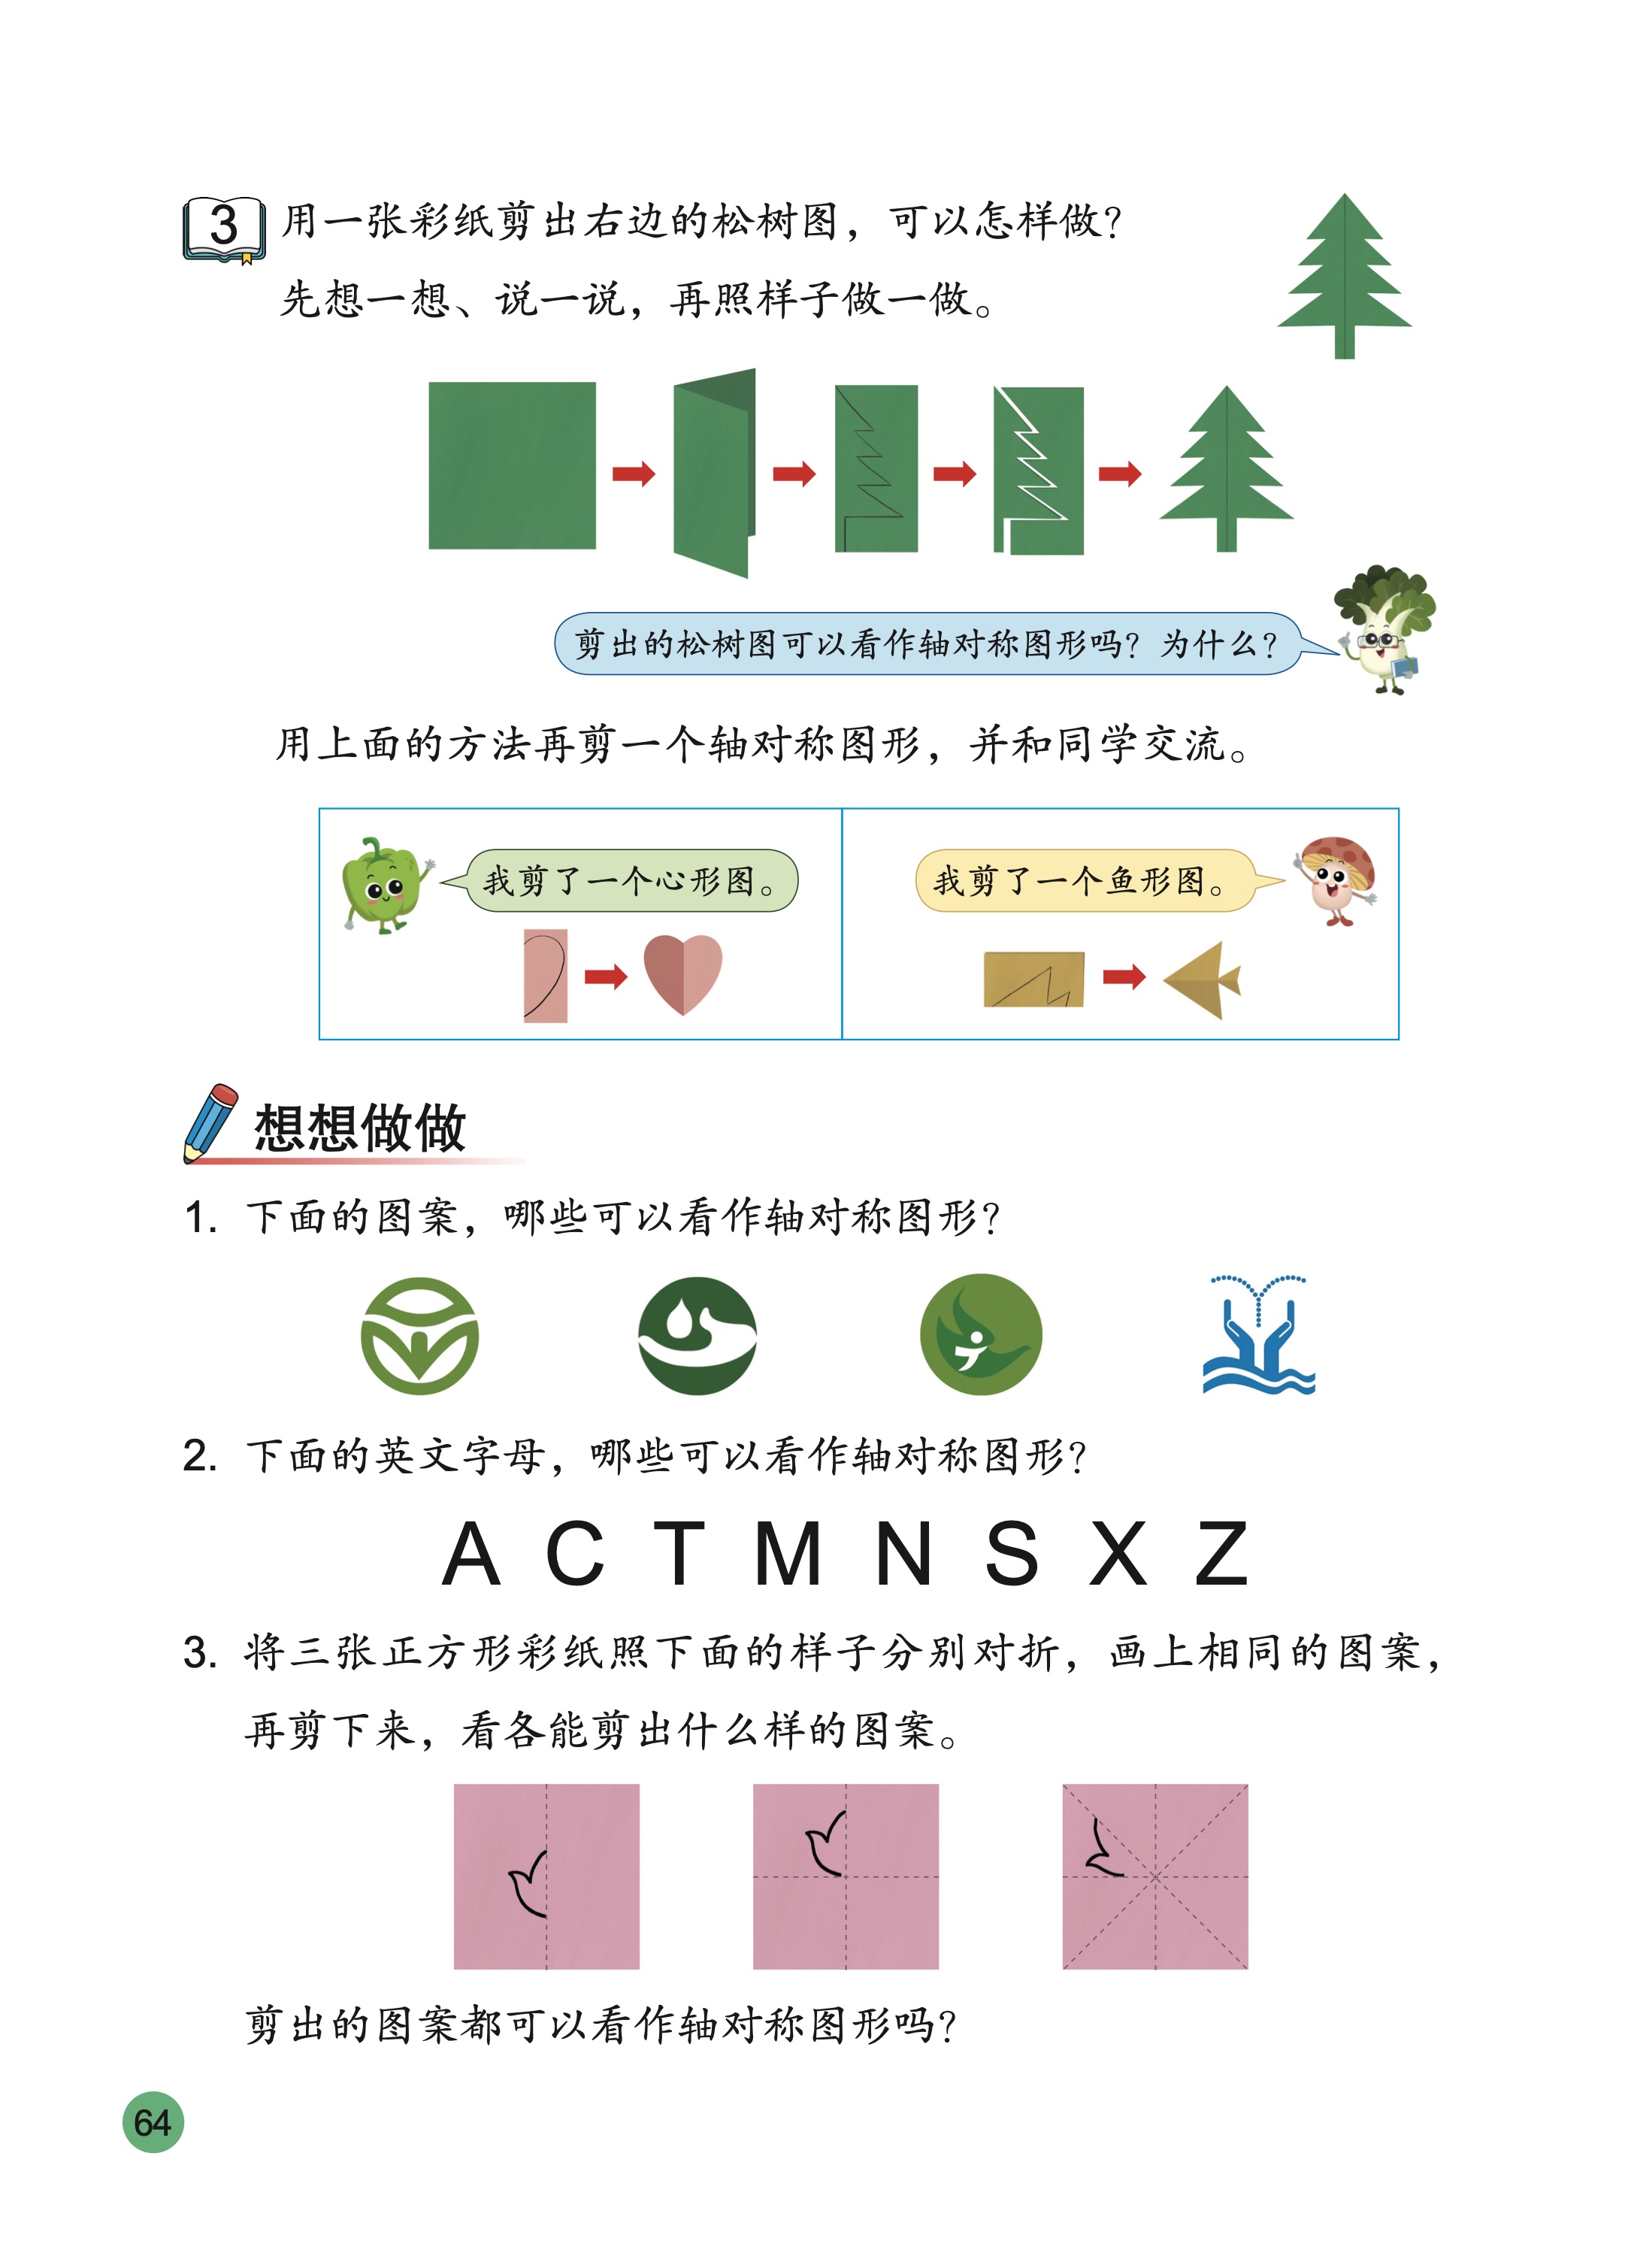 3 用一张彩纸剪出右边的松树图，可以怎样做？
先想一想、说一说，再照样子做一做。
剪出的松树图可以看作轴对称图形吗？为什么？
用上面的方法再剪一个轴对称图形，并和同学交流。
我剪了一个心形图。
我剪了一个鱼形图。
想想做做
1. 下面的图案，哪些可以看作轴对称图形？
2. 下面的英文字母，哪些可以看作轴对称图形？
A C T M N S X Z
3. 将三张正方形彩纸照下面的样子分别对折，画上相同的图案，
再剪下来，看各能剪出什么样的图案。
剪出的图案都可以看作轴对称图形吗？
64